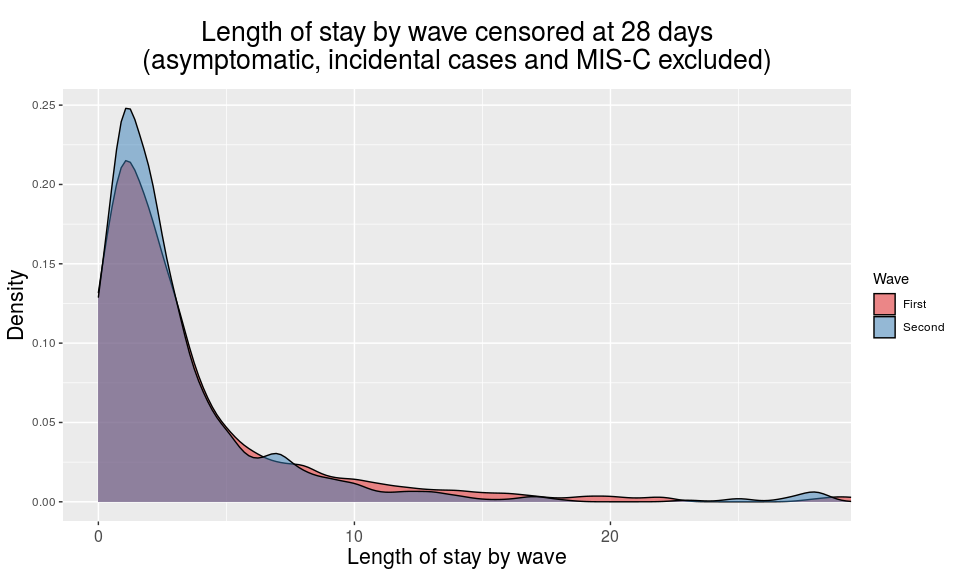 Length of stay by wave censored at 28 days
(asymptomatic, incidental cases and MIS-C excluded)
0.25
0.20
0.15
0.10
0.05
0.00
Density
0
10
20
Length of stay by wave
Wave
First
Second